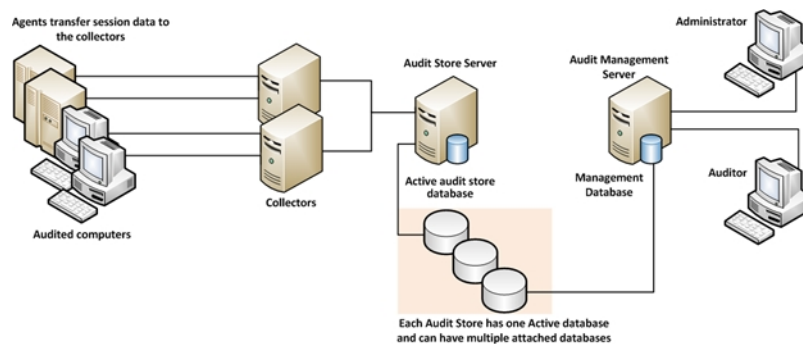 Agents transfer session data to
the collectors
Audited computers
Collectors
Audit Store Server
Active audit store
database
Each Audit Store has one Active database
and can have multiple attached databases
Audit Management
Server
Management
Database
Administrator
Auditor